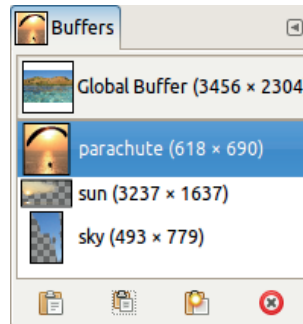 Buffers
Global Buffer (3456 × 2304
parachute (618 × 690)
sun (3237 × 1637)
sky (493 × 779)